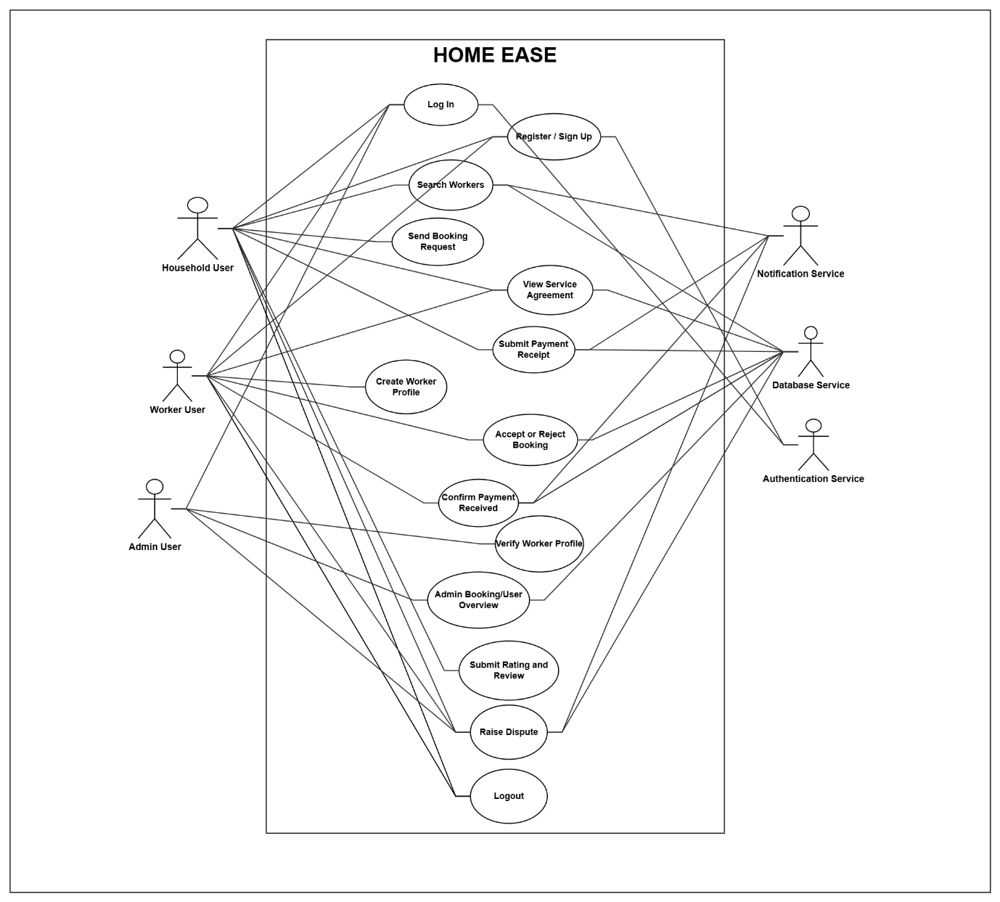 HOME EASE
Log In
Register / Sign Up
Search Workers
Send Booking
Request
Household User
Notification Service
View Service
Agreement
Submit Payment
Receipt
Create Worker
Profile
Database Service
Worker User
Accept or Reject
Booking
Authentication Service
Confirm Payment
Received
Admin User
Verify Worker Profile
Admin Booking/User
Overview
Submit Rating and
Review
Raise Dispute
Logout